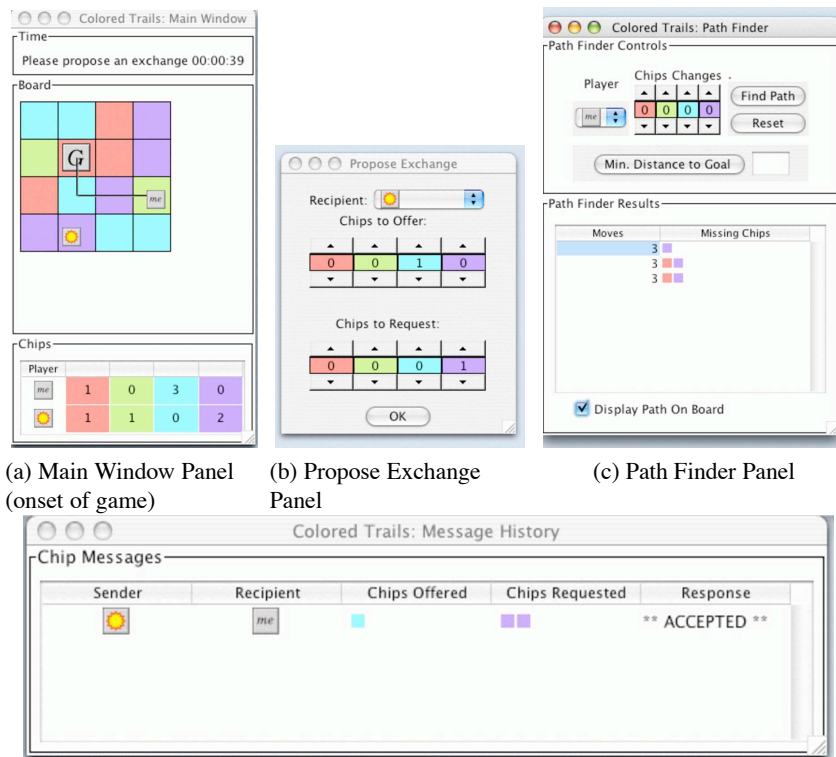 Colored Trails: Main Window
Time
Please propose an exchange 00:00:39
Board
G
me
Chips
Player
me 1 0 3 0
1 1 0 2
(a) Main Window Panel
(onset of game)
Propose Exchange
Recipient:
Chips to Offer:
0 0 1 0
Chips to Request:
0 0 0 1
OK
(b) Propose Exchange
Panel
Colored Trails: Path Finder
Path Finder Controls
Player Chips Changes .
me 0 0 0 0 Find Path
Reset
Min. Distance to Goal
Path Finder Results
Moves Missing Chips
3
3
3
Display Path On Board
(c) Path Finder Panel
Colored Trails: Message History
Chip Messages
Sender Recipient Chips Offered Chips Requested Response
me ** ACCEPTED **